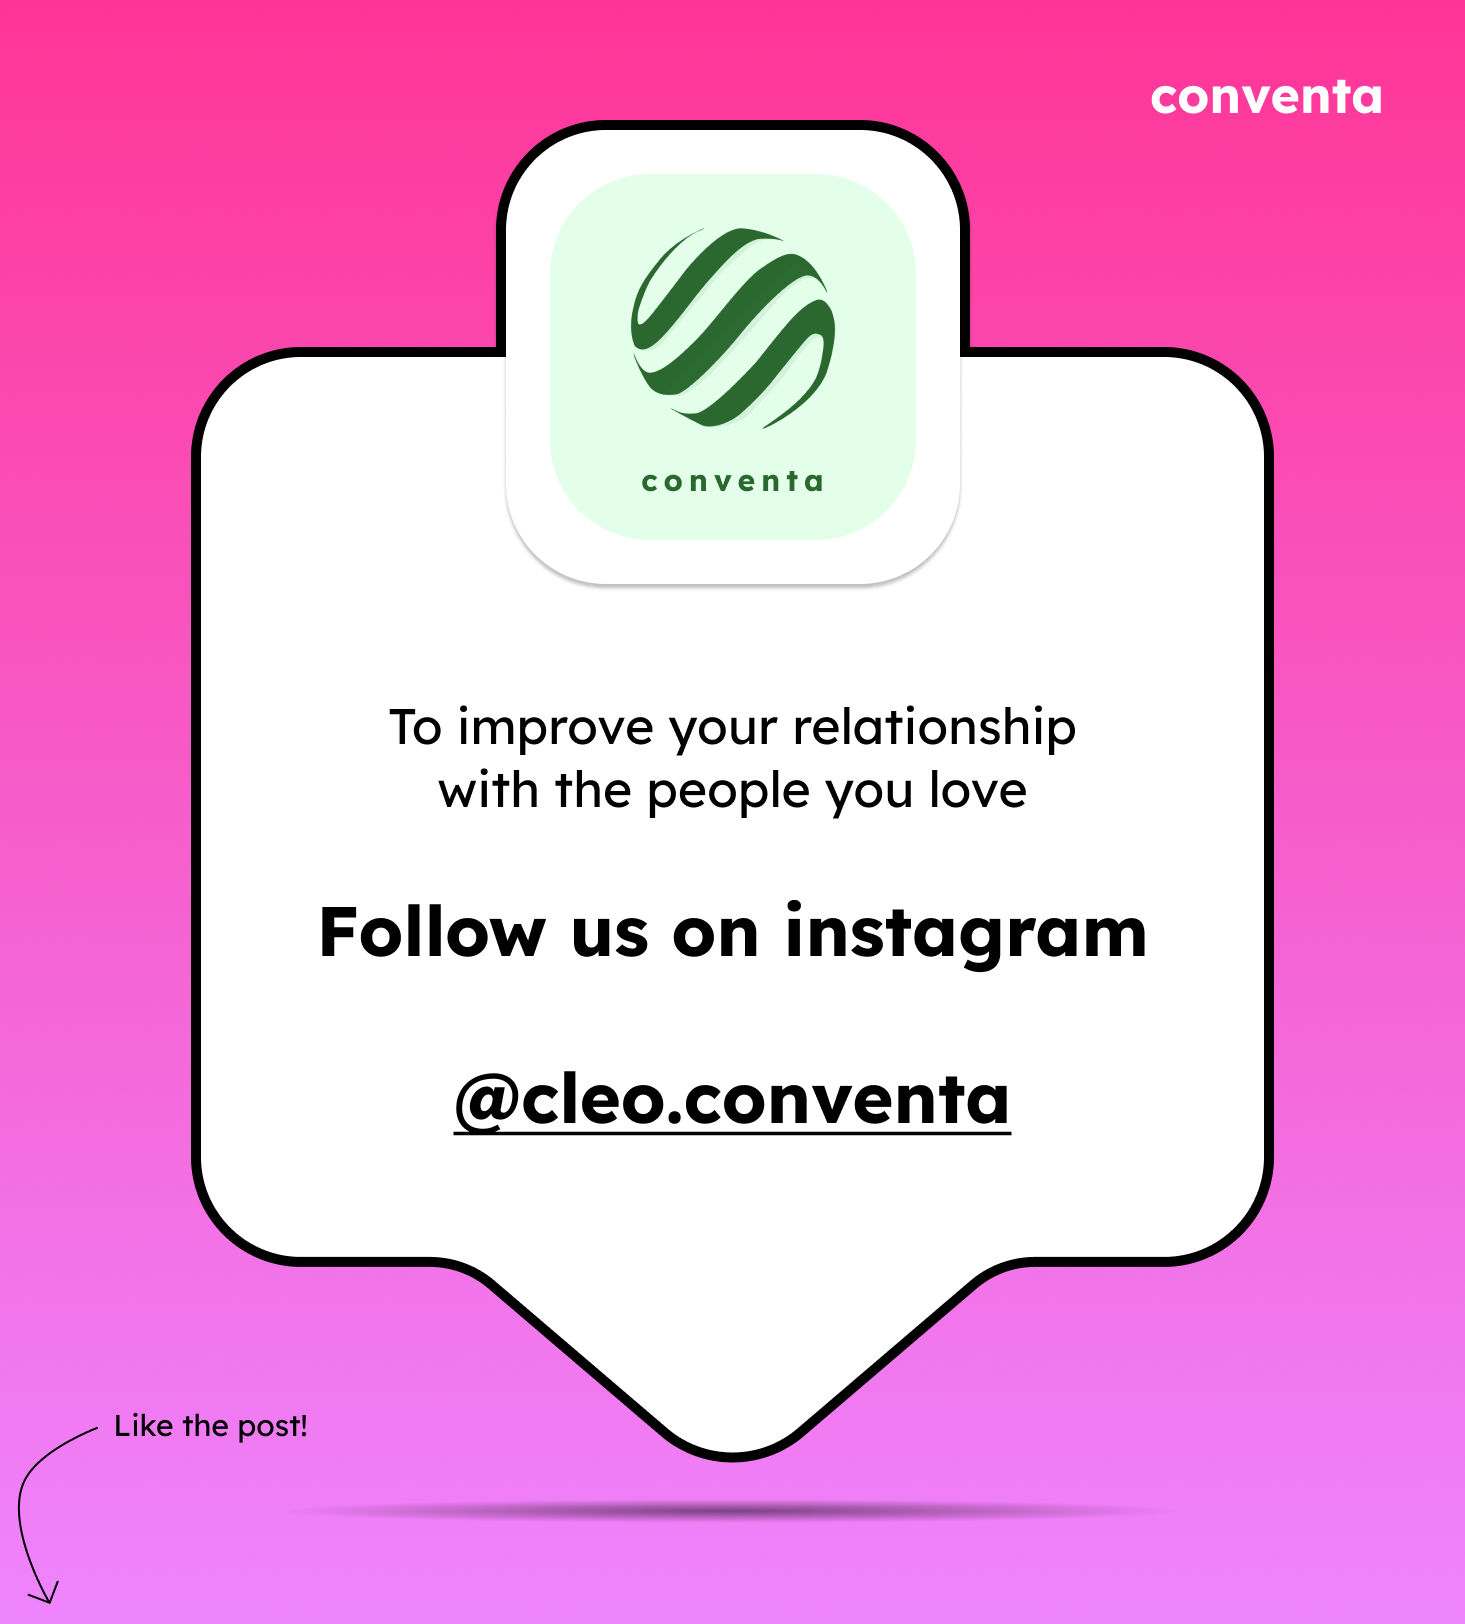 conventa
conventa
To improve your relationship
with the people you love
Follow us on instagram
@cleo.conventa
Like the post!